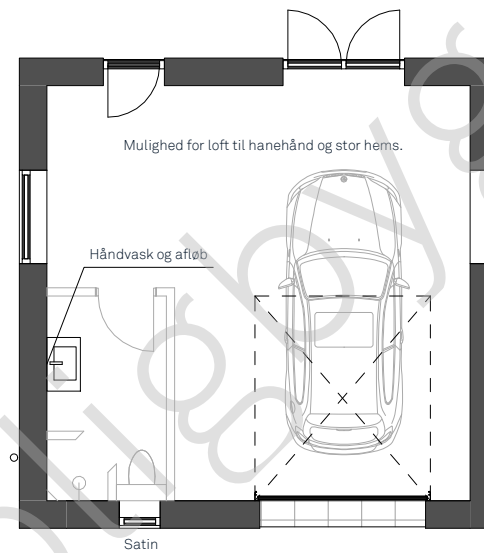 Mulighed for loft til hanehånd og stor hems.
Håndvask og afløb
Satin